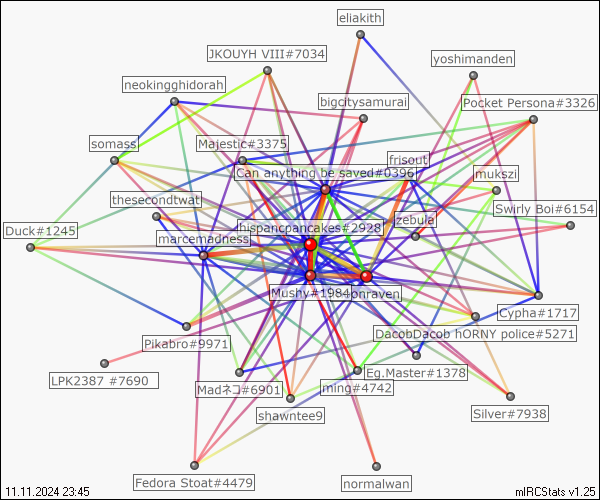 eliakith
JKOUYH VIII#7034
yoshimanden
neokingghidorah
bigcitysamurai
Pocket Persona#3326
somass
Majestic#3375
frisout
Can anything be saved#0396
mukszi
thesecondtwat
Swirly Boi#6154
zebula
hispancpancakes#2928
Duck#1245
marcemadness
Mushy#1984
onraven
Cypha#1717
DacobDacob hORNY police#5271
Pikabro#9971
Eg.Master#1378
LPK2387 #7690
Madネコ#6901
ming#4742
shawntee9
Silver#7938
Fedora Stoat#4479
normalwan
11.11.2024 23:45
mIRCStats v1.25